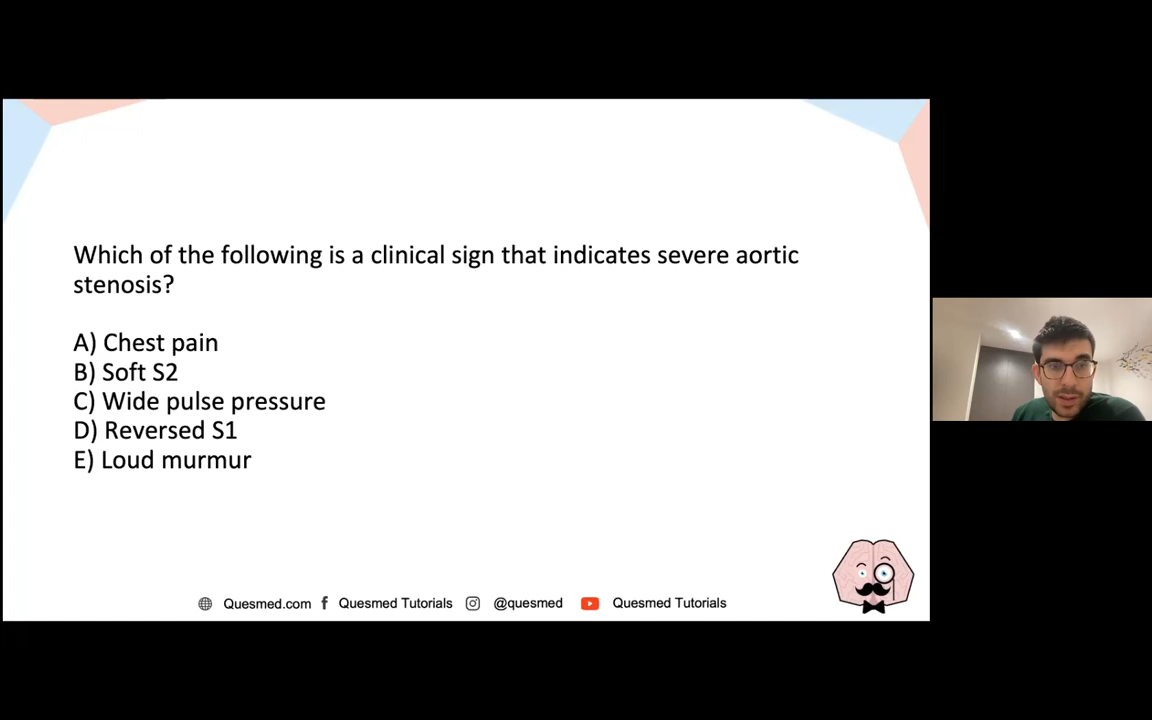 Which of the following is a clinical sign that indicates severe aortic
stenosis?
A) Chest pain
B) Soft S2
C) Wide pulse pressure
D) Reversed S1
E) Loud murmur
Quesmed.com f Quesmed Tutorials @quesmed Quesmed Tutorials